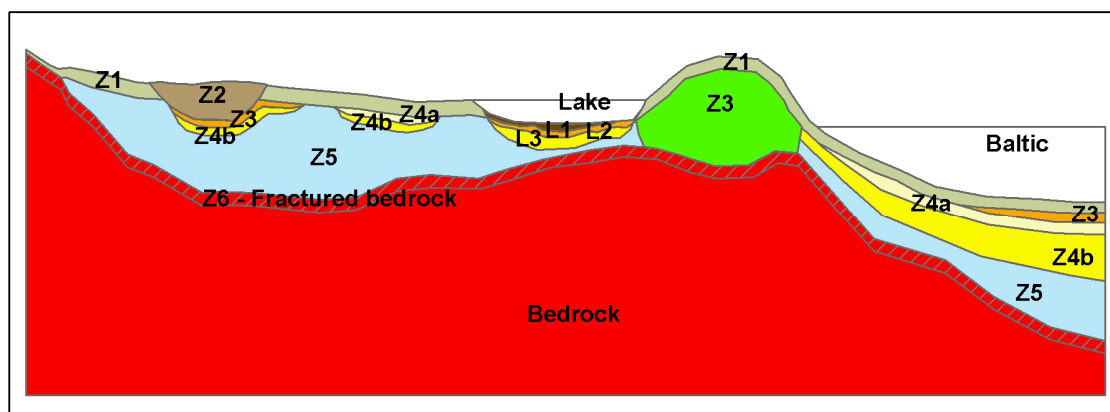 Z1
Z2
Z3
Z4b
Z4b
Z4a
Z5
Z6 - Fractured bedrock
Lake
L3
L1
L2
Z1
Z3
Baltic
Z4a
Z3
Z4b
Z5
Bedrock